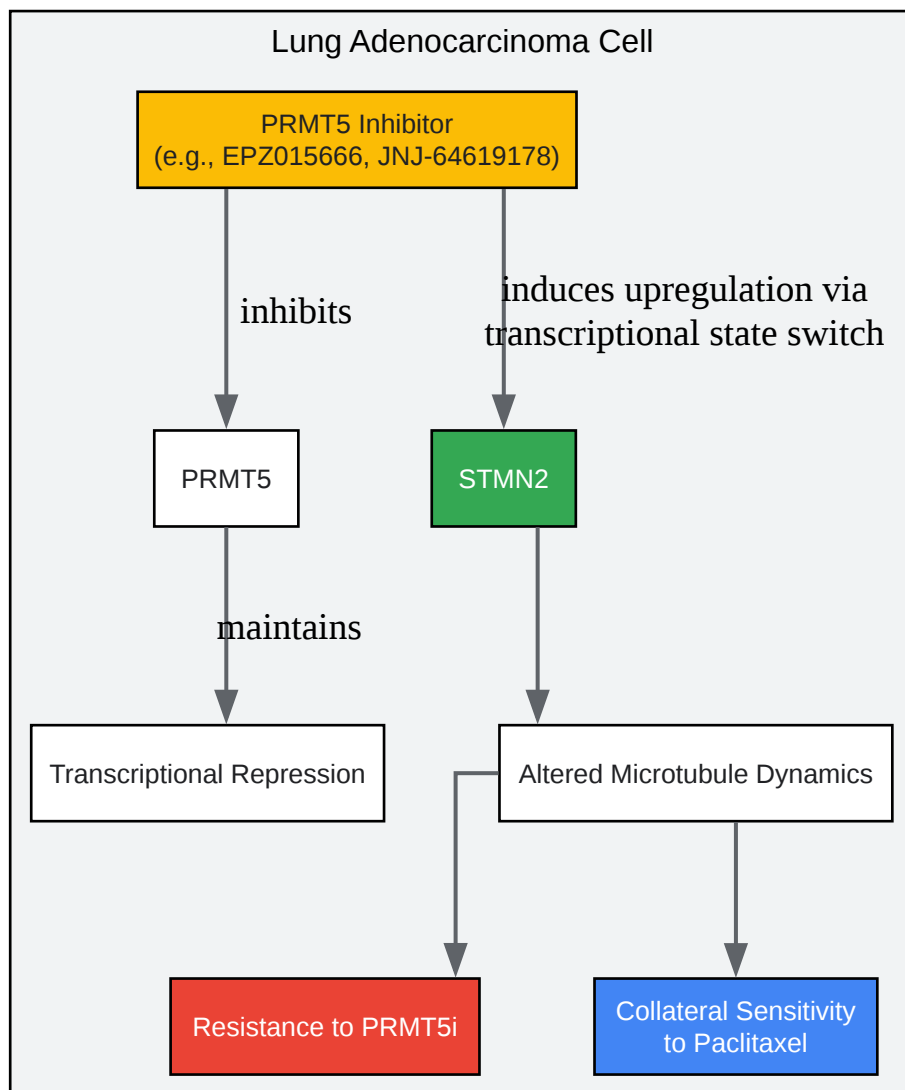 Lung Adenocarcinoma Cell
PRMT5 Inhibitor
(e.g., EPZ015666, JNJ-64619178)
inhibits
induces upregulation via
transcriptional state switch
PRMT5
STMN2
maintains
Transcriptional Repression
Altered Microtubule Dynamics
Resistance to PRMT5i
Collateral Sensitivity
to Paclitaxel